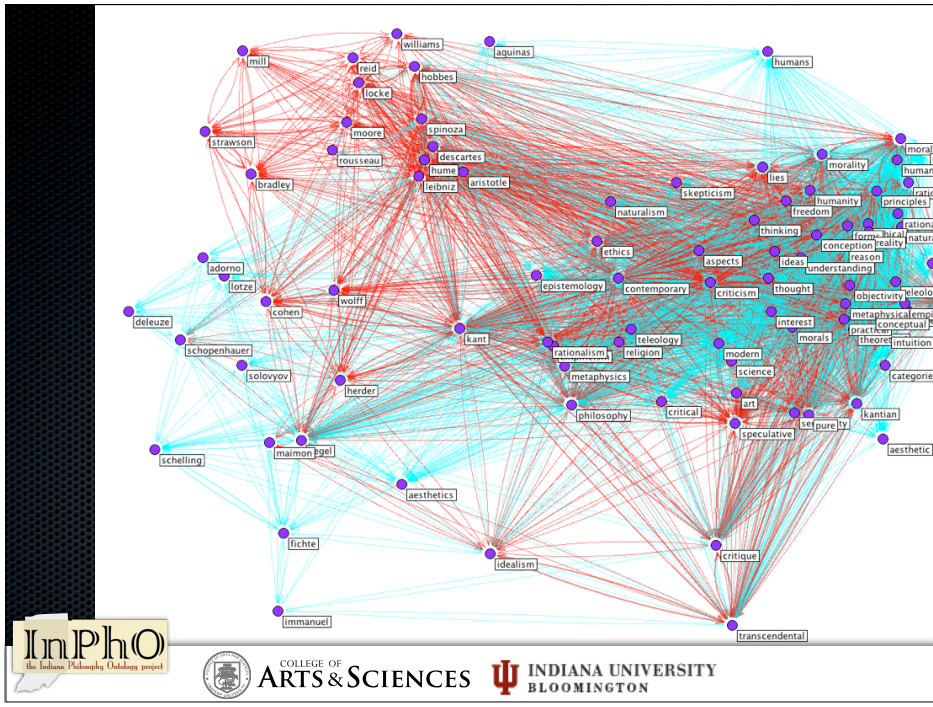 williams
aquinas
mill
humans
reid
hobbes
locke
spinoza
moore
strawson
rousseau
descartes
hume
leibniz
aristotle
bradley
skepticism
lies
morality
principles
humanity
freedom
naturalism
thinking
ethics
conception
reality
reason
aspects
ideas
understanding
adorno
lotze
epistemology
contemporary
criticism
thought
objectivity
wolff
cohen
deleuze
kant
interest
metaphysical
conceptual
morals
intuition
schopenhauer
teleology
rationalism
religion
modern
science
solovyov
metaphysics
herder
art
philosophy
critical
kantian
speculative
pure
aesthetic
maimon
schelling
aesthetics
fichte
idealism
critique
immanuel
transcendental
InPhO
the Indiana Philosophy Ontology project
COLLEGE OF
ARTS & SCIENCES
INDIANA UNIVERSITY
BLOOMINGTON